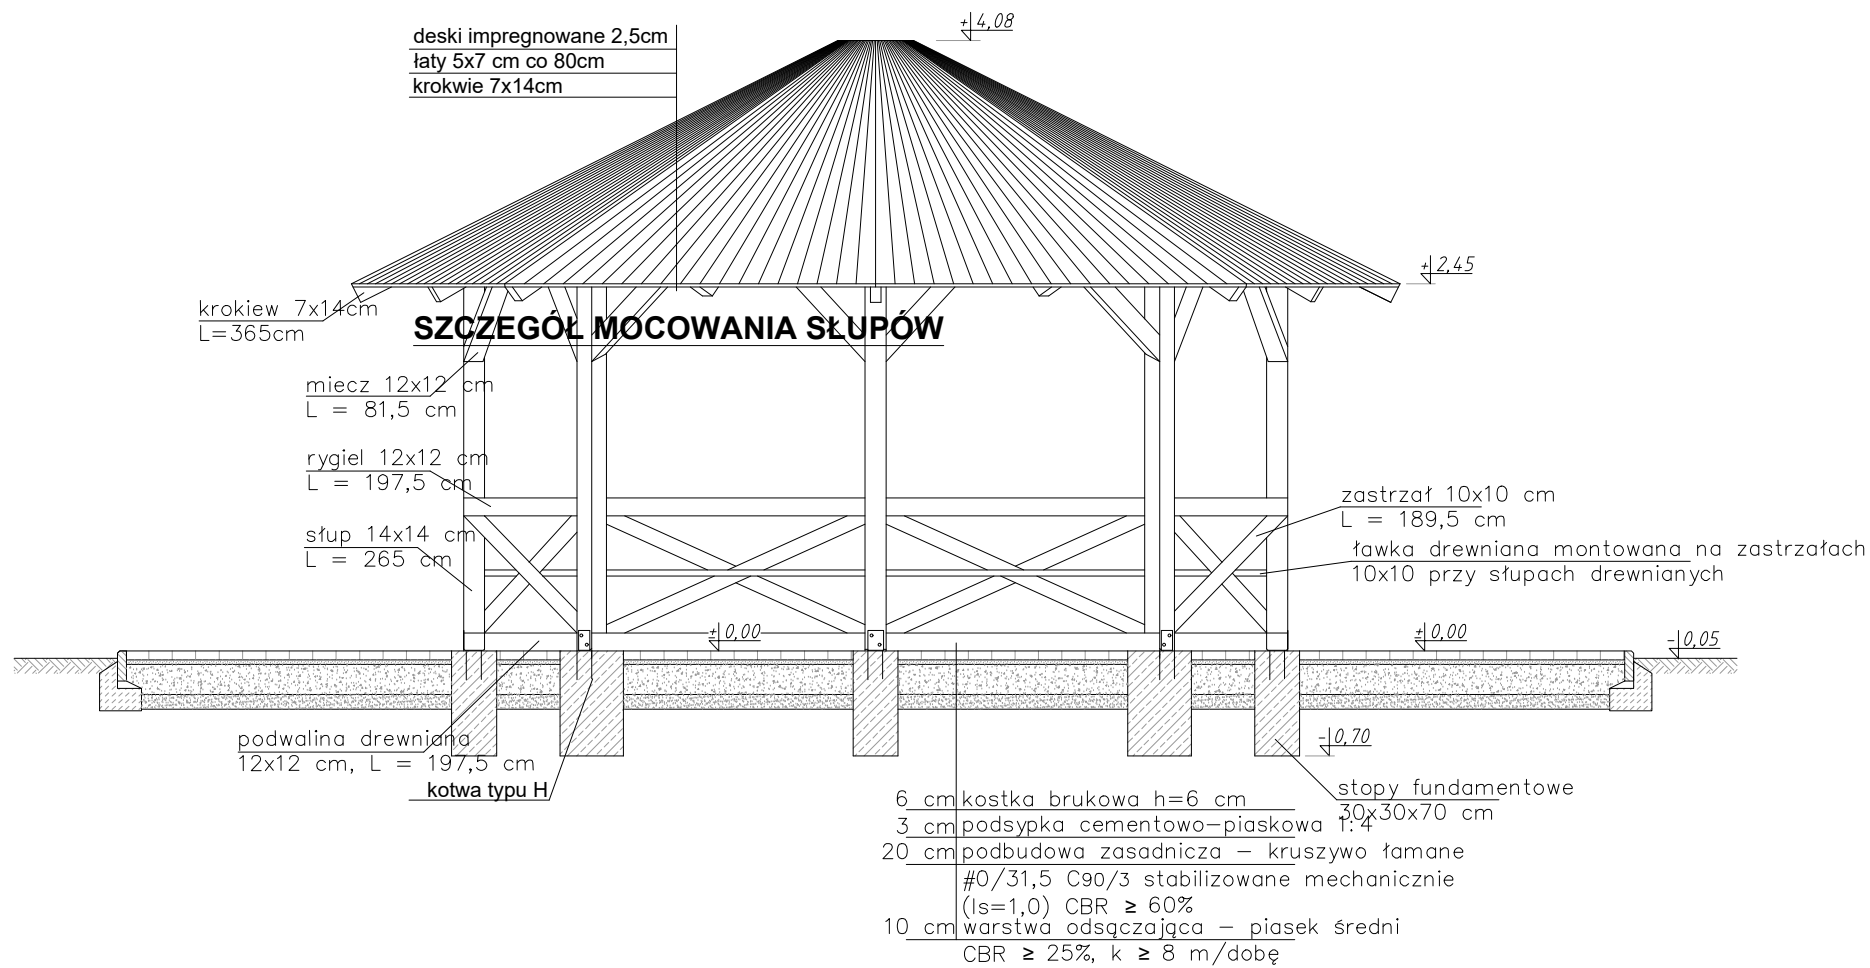 +4,08
deski impregnowane 2,5cm
łaty 5x7 cm co 80cm
krokwie 7x14cm
+2,45
krokiew 7x14cm
L=365cm
SZCZEGÓŁ MOCOWANIA SŁUPÓW
miecz 12x12 cm
L = 81,5 cm
rygiel 12x12 cm
L = 197,5 cm
zastrzał 10x10 cm
L = 189,5 cm
słup 14x14 cm
L = 265 cm
ławka drewniana montowana na zastrzałach
10x10 przy słupach drewnianych
±0,00
±0,00
-0,05
podwalina drewniana
12x12 cm, L = 197,5 cm
kotwa typu H
-0,70
stopy fundamentowe
30x30x70 cm
6 cm kostka brukowa h=6 cm
3 cm podsypka cementowo-piaskowa 1:4
20 cm podbudowa zasadnicza – kruszywo łamane
#0/31,5 C90/3 stabilizowane mechanicznie
(Is=1,0) CBR ≥ 60%
10 cm warstwa odsączająca – piasek średni
CBR ≥ 25%, k ≥ 8 m/dobę